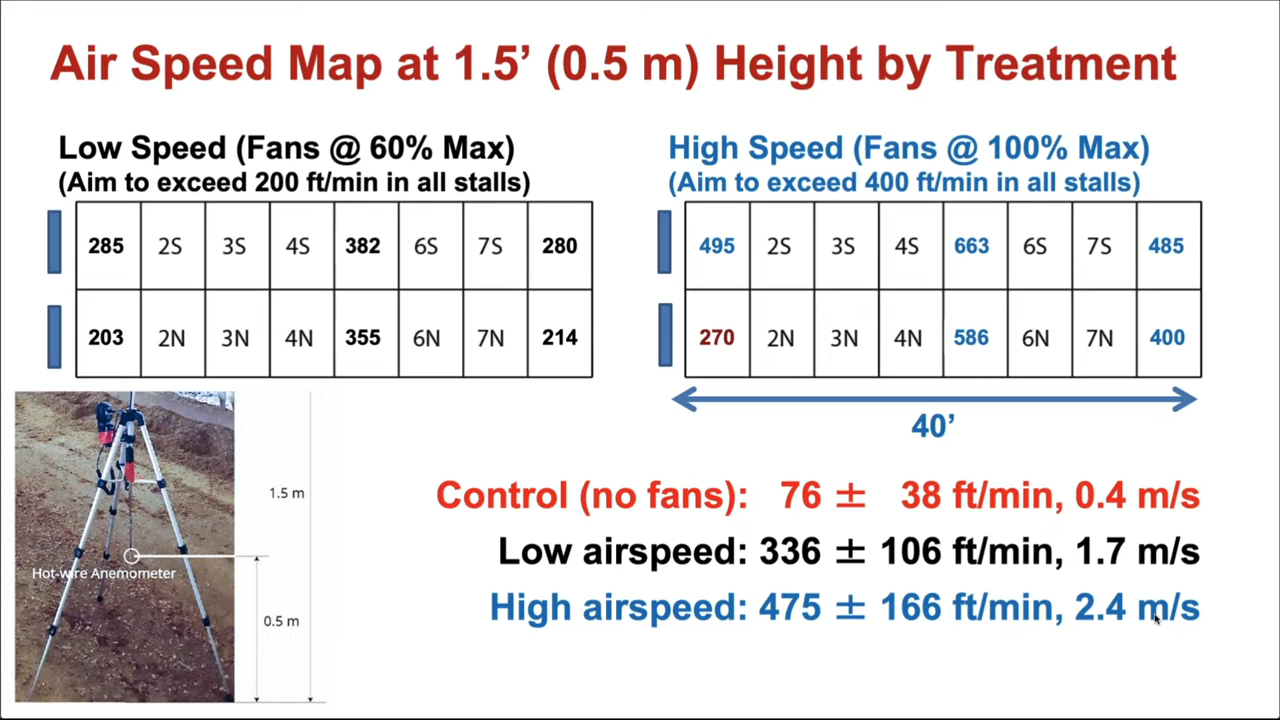 Air Speed Map at 1.5’ (0.5 m) Height by Treatment
Low Speed (Fans @ 60% Max)
(Aim to exceed 200 ft/min in all stalls)
285 2S 3S 4S 382 6S 7S 280
203 2N 3N 4N 355 6N 7N 214
High Speed (Fans @ 100% Max)
(Aim to exceed 400 ft/min in all stalls)
495 2S 3S 4S 663 6S 7S 485
270 2N 3N 4N 586 6N 7N 400
40’
1.5 m
Hot-wire Anemometer
0.5 m
Control (no fans): 76 ± 38 ft/min, 0.4 m/s
Low airspeed: 336 ± 106 ft/min, 1.7 m/s
High airspeed: 475 ± 166 ft/min, 2.4 m/s